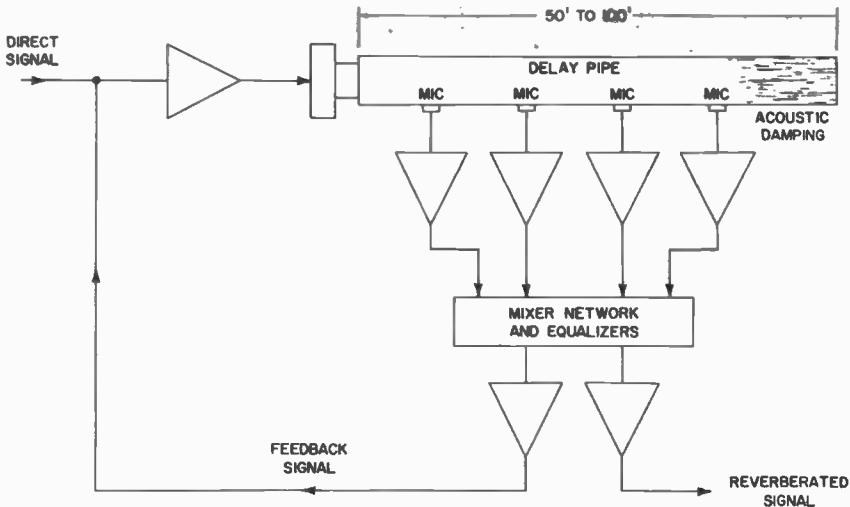 50' TO 100'
DIRECT
SIGNAL
DELAY PIPE
MIC
MIC
MIC
MIC
ACOUSTIC
DAMPING
MIXER NETWORK
AND EQUALIZERS
FEEDBACK
SIGNAL
REVERBERATED
SIGNAL